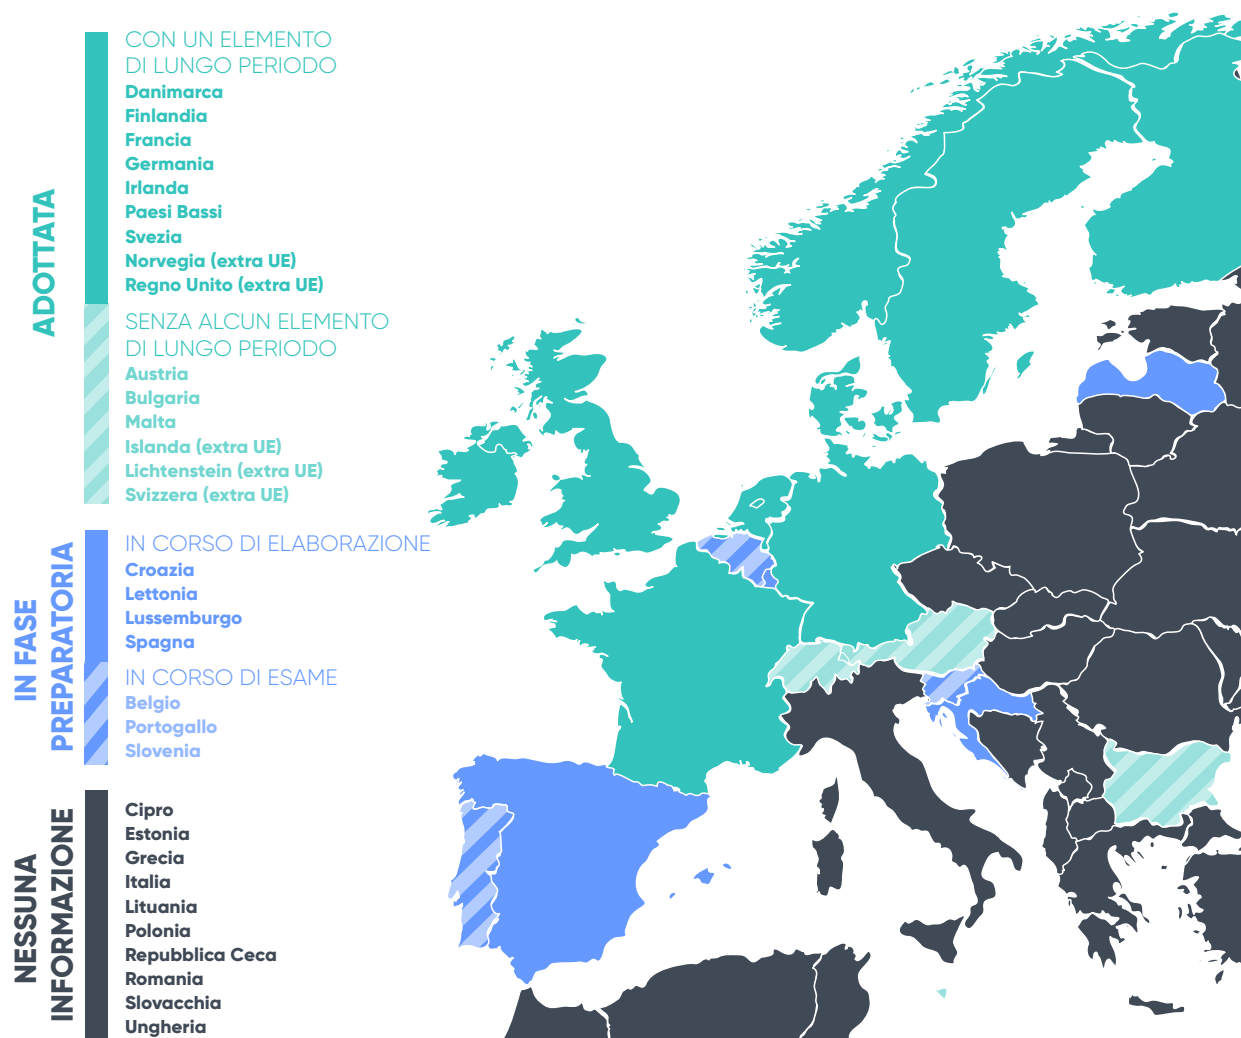 ADOTTATA
CON UN ELEMENTO
DI LUNGO PERIODO
Danimarca
Finlandia
Francia
Germania
Irlanda
Paesi Bassi
Svezia
Norvegia (extra UE)
Regno Unito (extra UE)
SENZA ALCUN ELEMENTO
DI LUNGO PERIODO
Austria
Bulgaria
Malta
Islanda (extra UE)
Lichtenstein (extra UE)
Svizzera (extra UE)
IN FASE
PREPARATORIA
IN CORSO DI ELABORAZIONE
Croazia
Lettonia
Lussemburgo
Spagna
IN CORSO DI ESAME
Belgio
Portogallo
Slovenia
NESSUNA
INFORMAZIONE
Cipro
Estonia
Grecia
Italia
Lituania
Polonia
Repubblica Ceca
Romania
Slovacchia
Ungheria